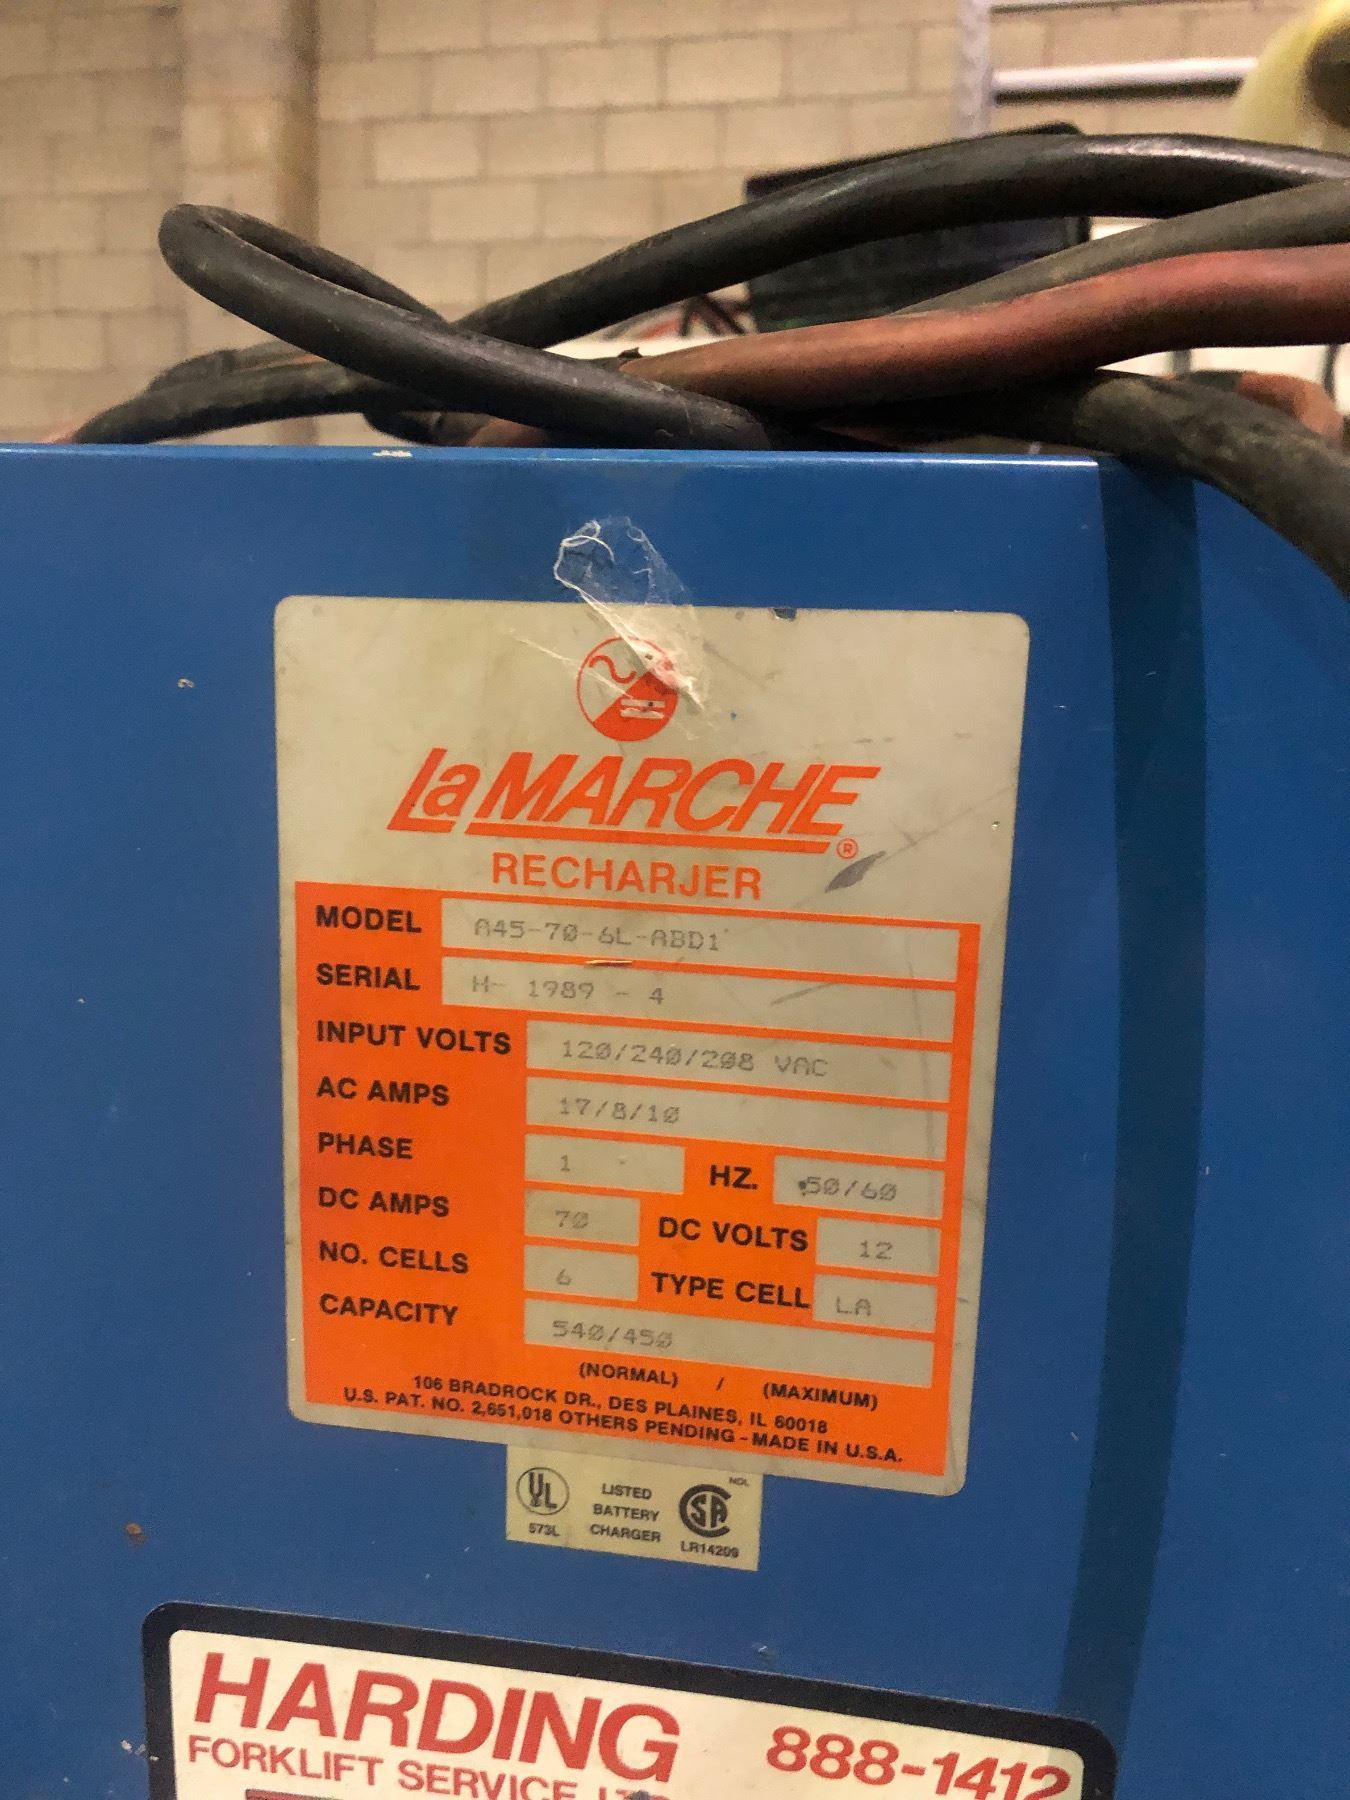 LaMARCHE®
RECHARJER
MODEL A45-70-6L-ABD1
SERIAL H- 1989 - 4
INPUT VOLTS 120/240/208 VAC
AC AMPS 17/8/10
PHASE 1 HZ. 50/60
DC AMPS 70 DC VOLTS 12
NO. CELLS 6 TYPE CELL LA
CAPACITY 540/450
(NORMAL) / (MAXIMUM)
106 BRADROCK DR., DES PLAINES, IL 60018
U.S. PAT. NO. 2,651,018 OTHERS PENDING - MADE IN U.S.A.
UL LISTED SA NDL
BATTERY
573L CHARGER LR14209
HARDING 888-1412
FORKLIFT SERVICE